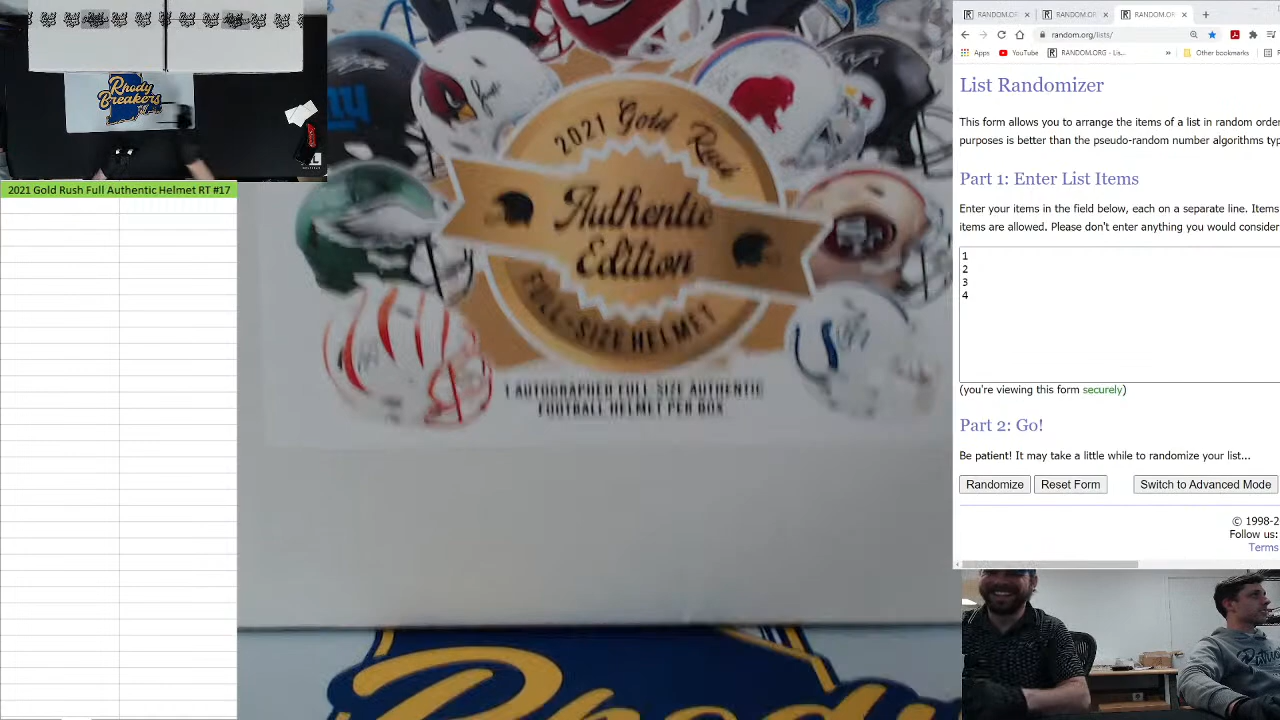 Rhody
Breakers
2021 Gold Rush Full Authentic Helmet RT #17
2021 Gold Rush
Authentic
Edition
FULL-SIZE HELMET
1 AUTOGRAPHED FULL SIZE AUTHENTIC
FOOTBALL HELMET PER BOX
Rhody
RANDOM.OR
RANDOM.OR
RANDOM.OR
random.org/lists/
Apps
YouTube
RANDOM.ORG - Lis...
»
Other bookmarks
List Randomizer
This form allows you to arrange the items of a list in random orde
purposes is better than the pseudo-random number algorithms typ
Part 1: Enter List Items
Enter your items in the field below, each on a separate line. Items
items are allowed. Please don't enter anything you would consider
1
2
3
4
(you're viewing this form securely)
Part 2: Go!
Be patient! It may take a little while to randomize your list...
Randomize
Reset Form
Switch to Advanced Mode
© 1998-2
Follow us:
Terms